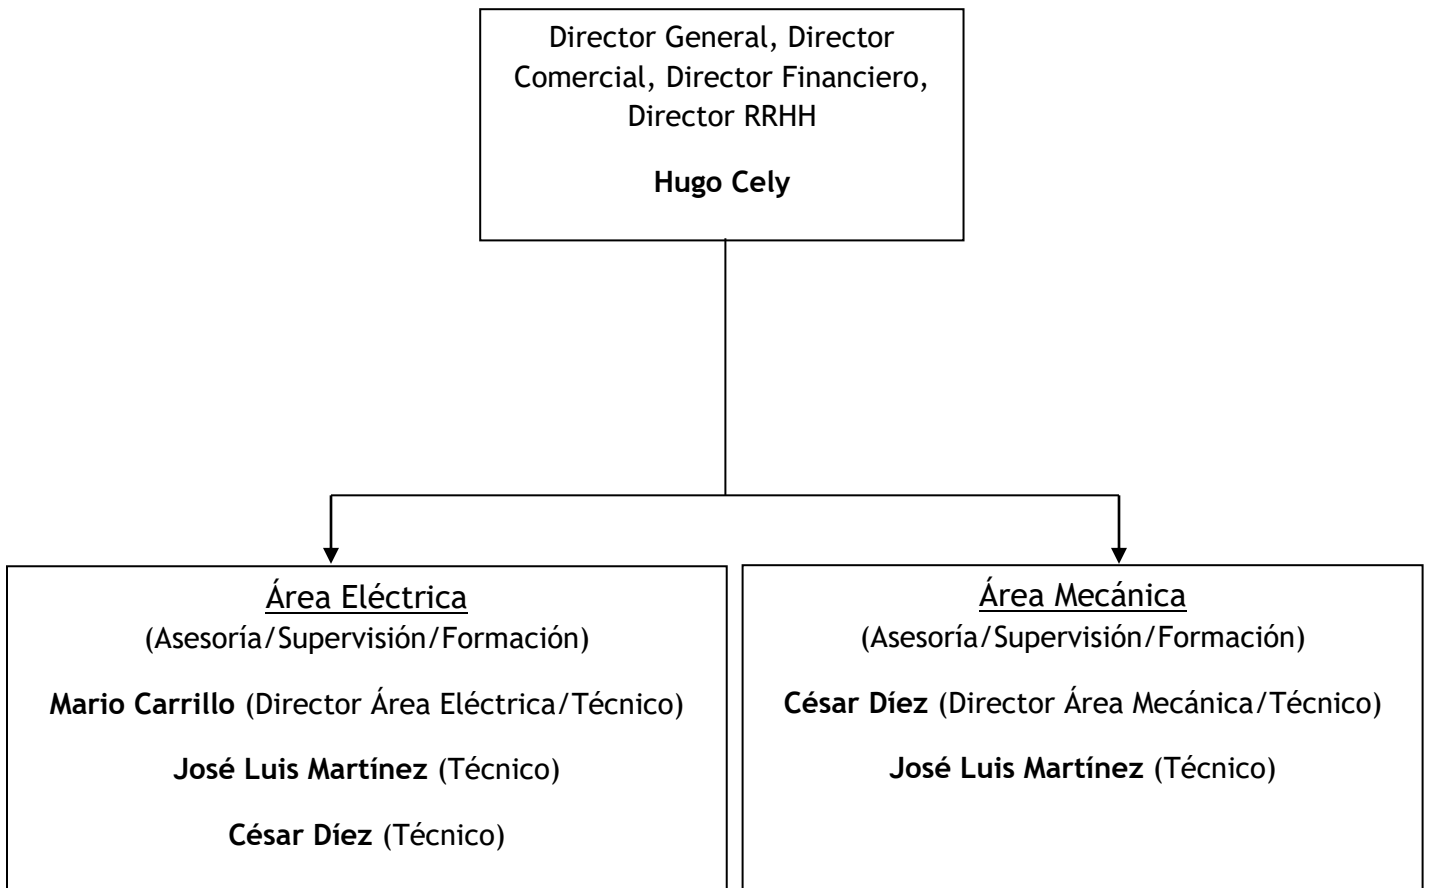 Director General, Director
Comercial, Director Financiero,
Director RRHH
Hugo Cely
Área Eléctrica
(Asesoría/Supervisión/Formación)
Mario Carrillo (Director Área Eléctrica/Técnico)
José Luis Martínez (Técnico)
César Díez (Técnico)
Área Mecánica
(Asesoría/Supervisión/Formación)
César Díez (Director Área Mecánica/Técnico)
José Luis Martínez (Técnico)